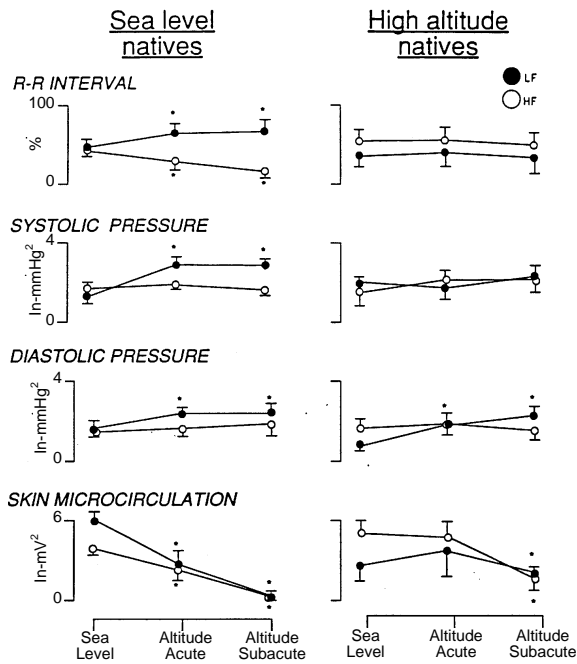 Sea level
natives
High altitude
natives
LF
HF
R-R INTERVAL
100
%
0
*
*
*
*
SYSTOLIC PRESSURE
4
ln-mmHg²
0
*
*
DIASTOLIC PRESSURE
4
ln-mmHg²
0
*
*
*
*
SKIN MICROCIRCULATION
6
ln-mV²
0
*
*
*
*
*
*
Sea
Level
Altitude
Acute
Altitude
Subacute
Sea
Level
Altitude
Acute
Altitude
Subacute